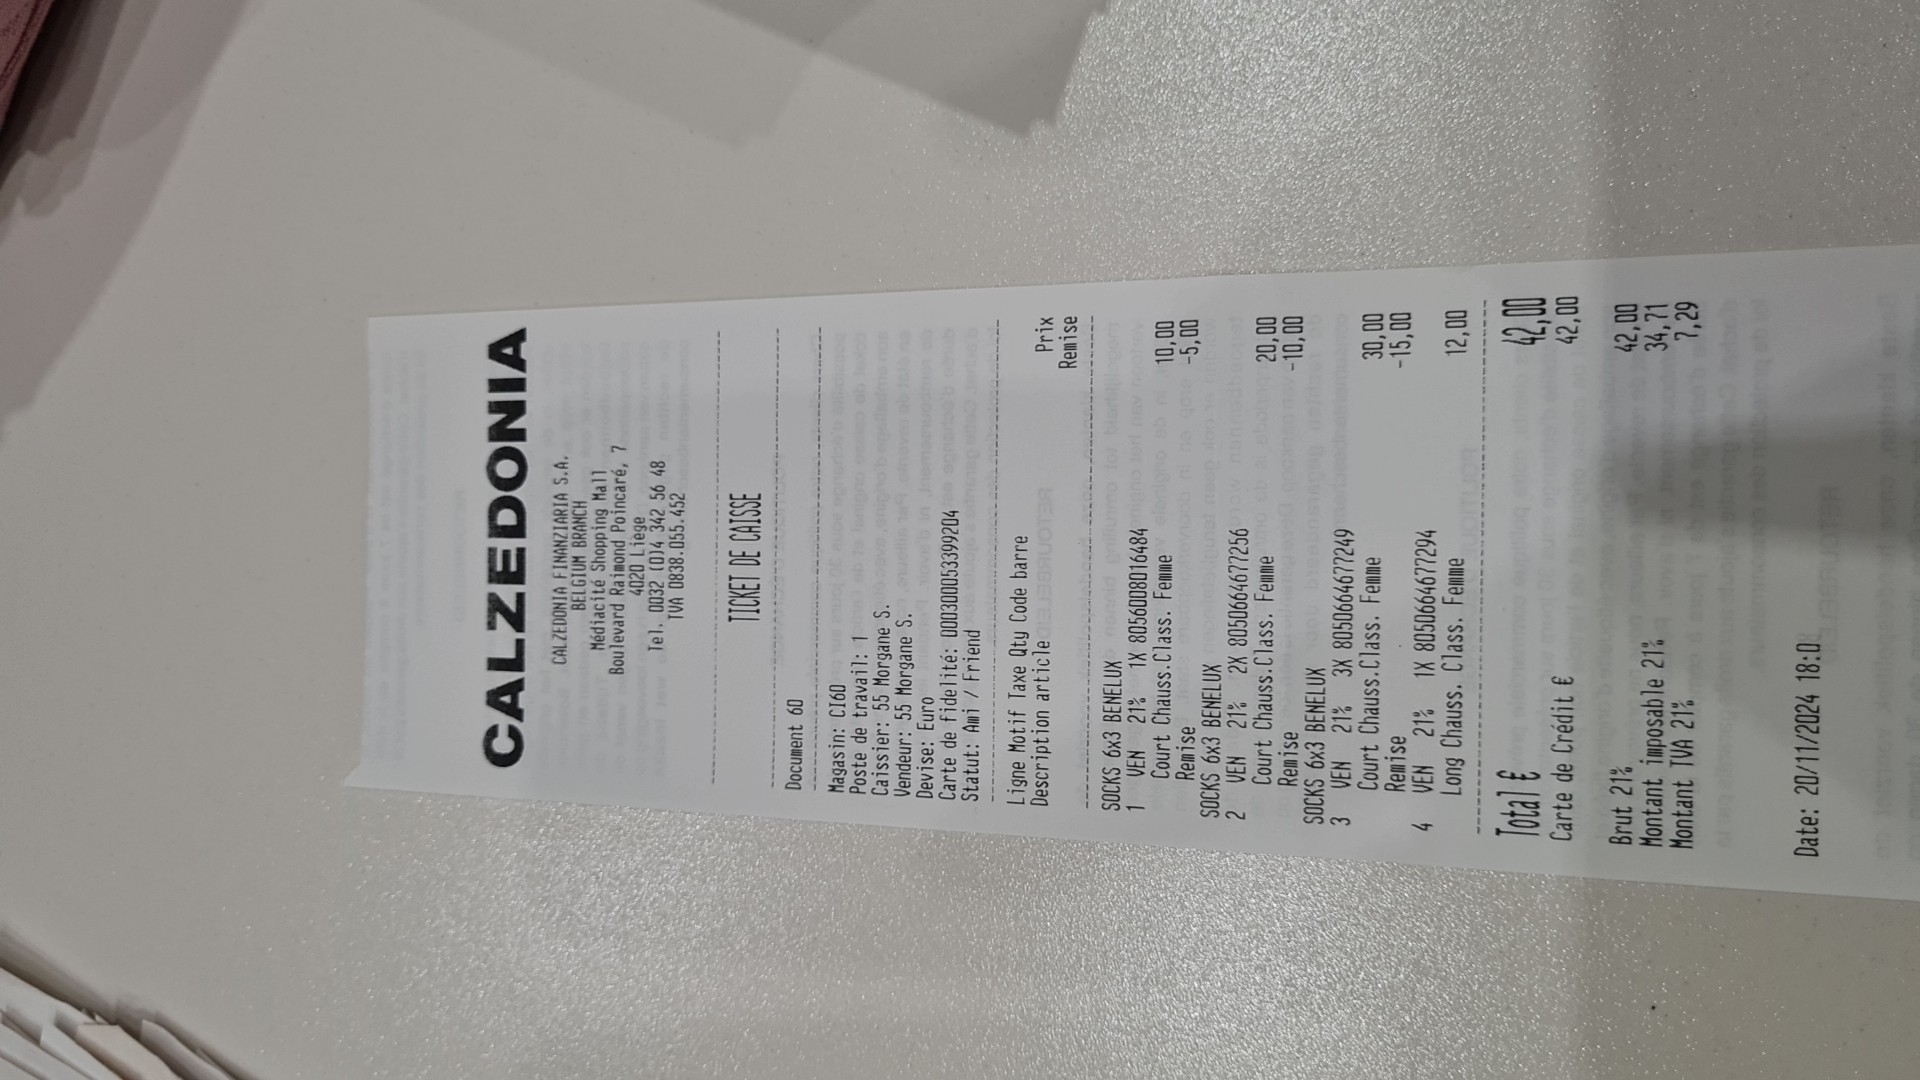 CALZEDONIA
CALZEDONIA FINANZIARIA S.A.
BELGIUM BRANCH
Médiacité Shopping Mall
Boulevard Raimond Poincaré, 7
4020 Liège
Tel. 0032 (0)4 342 56 48
TVA 0838.055.452
TICKET DE CAISSE
Document 60
Magasin: CI60
Poste de travail: 1
Caissier: 55 Morgane S.
Vendeur: 55 Morgane S.
Devise: Euro
Carte de fidelité: 0003000533992D4
Statut: Ami / Friend
Ligne Motif Taxe Qty Code barre Prix
Description article Remise
SOCKS 6x3 BENELUX
1 VEN 21% 1X 8056008016484 10,00
Court Chauss.Class. Femme
Remise -5,00
SOCKS 6x3 BENELUX
2 VEN 21% 2X 8050664677256 20,00
Court Chauss.Class. Femme
Remise -10,00
SOCKS 6x3 BENELUX
3 VEN 21% 3X 8050664677249 30,00
Court Chauss.Class. Femme
Remise -15,00
4 VEN 21% 1X 8050664677294 12,00
Long Chauss. Class. Femme
Total € 42,00
Carte de Crédit € 42,00
Brut 21% 42,00
Montant imposable 21% 34,71
Montant TVA 21% 7,29
Date: 20/11/2024